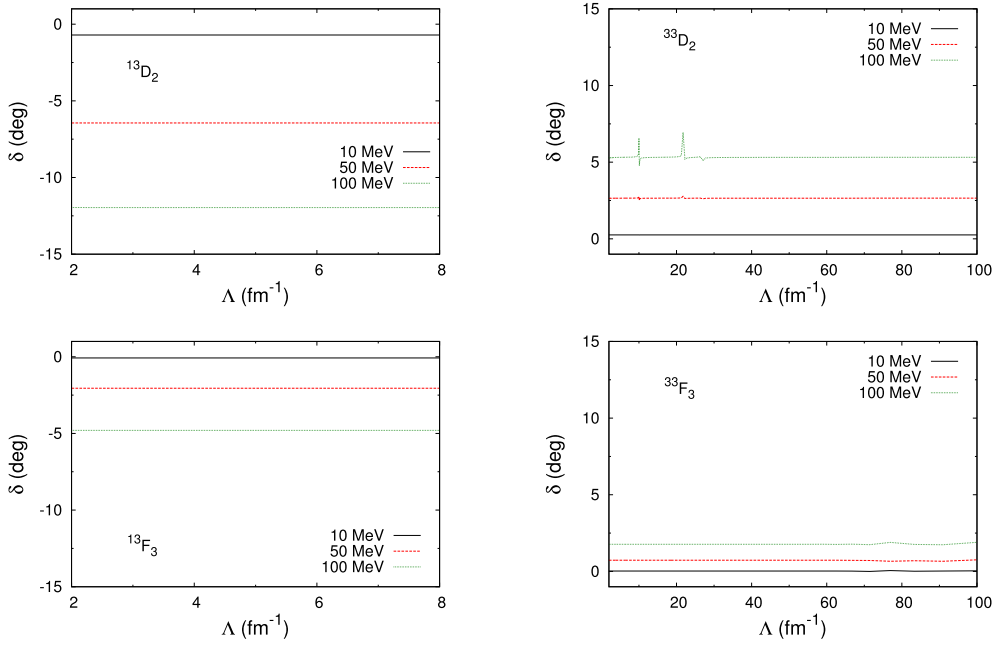 0
-5
-10
-15
2 4 6 8
δ (deg)
Λ (fm⁻¹)
¹³D₂
10 MeV
50 MeV
100 MeV
15
10
5
0
20 40 60 80 100
δ (deg)
Λ (fm⁻¹)
³³D₂
10 MeV
50 MeV
100 MeV
0
-5
-10
-15
2 4 6 8
δ (deg)
Λ (fm⁻¹)
¹³F₃
10 MeV
50 MeV
100 MeV
15
10
5
0
20 40 60 80 100
δ (deg)
Λ (fm⁻¹)
³³F₃
10 MeV
50 MeV
100 MeV